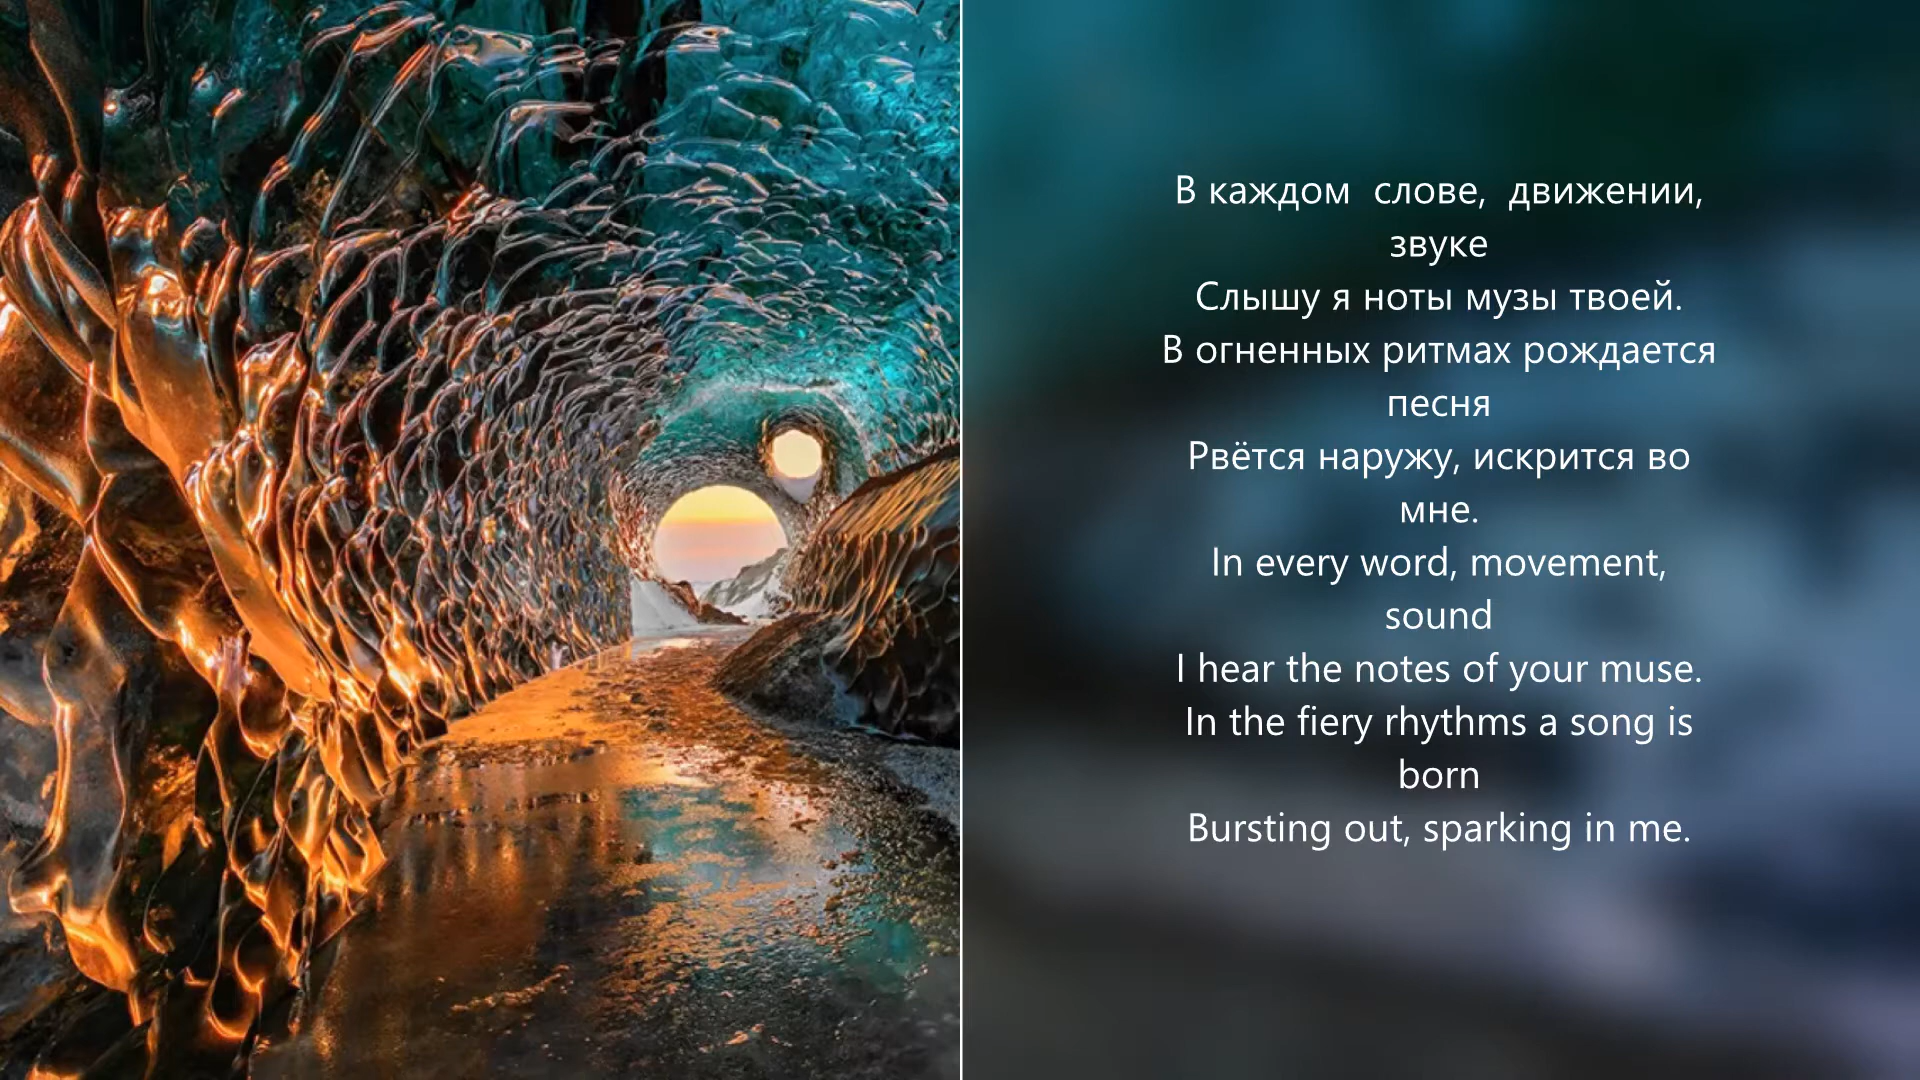 В каждом  слове,  движении,
звуке
Слышу я ноты музы твоей.
В огненных ритмах рождается
песня
Рвётся наружу, искрится во
мне.
In every word, movement,
sound
I hear the notes of your muse.
In the fiery rhythms a song is
born
Bursting out, sparking in me.